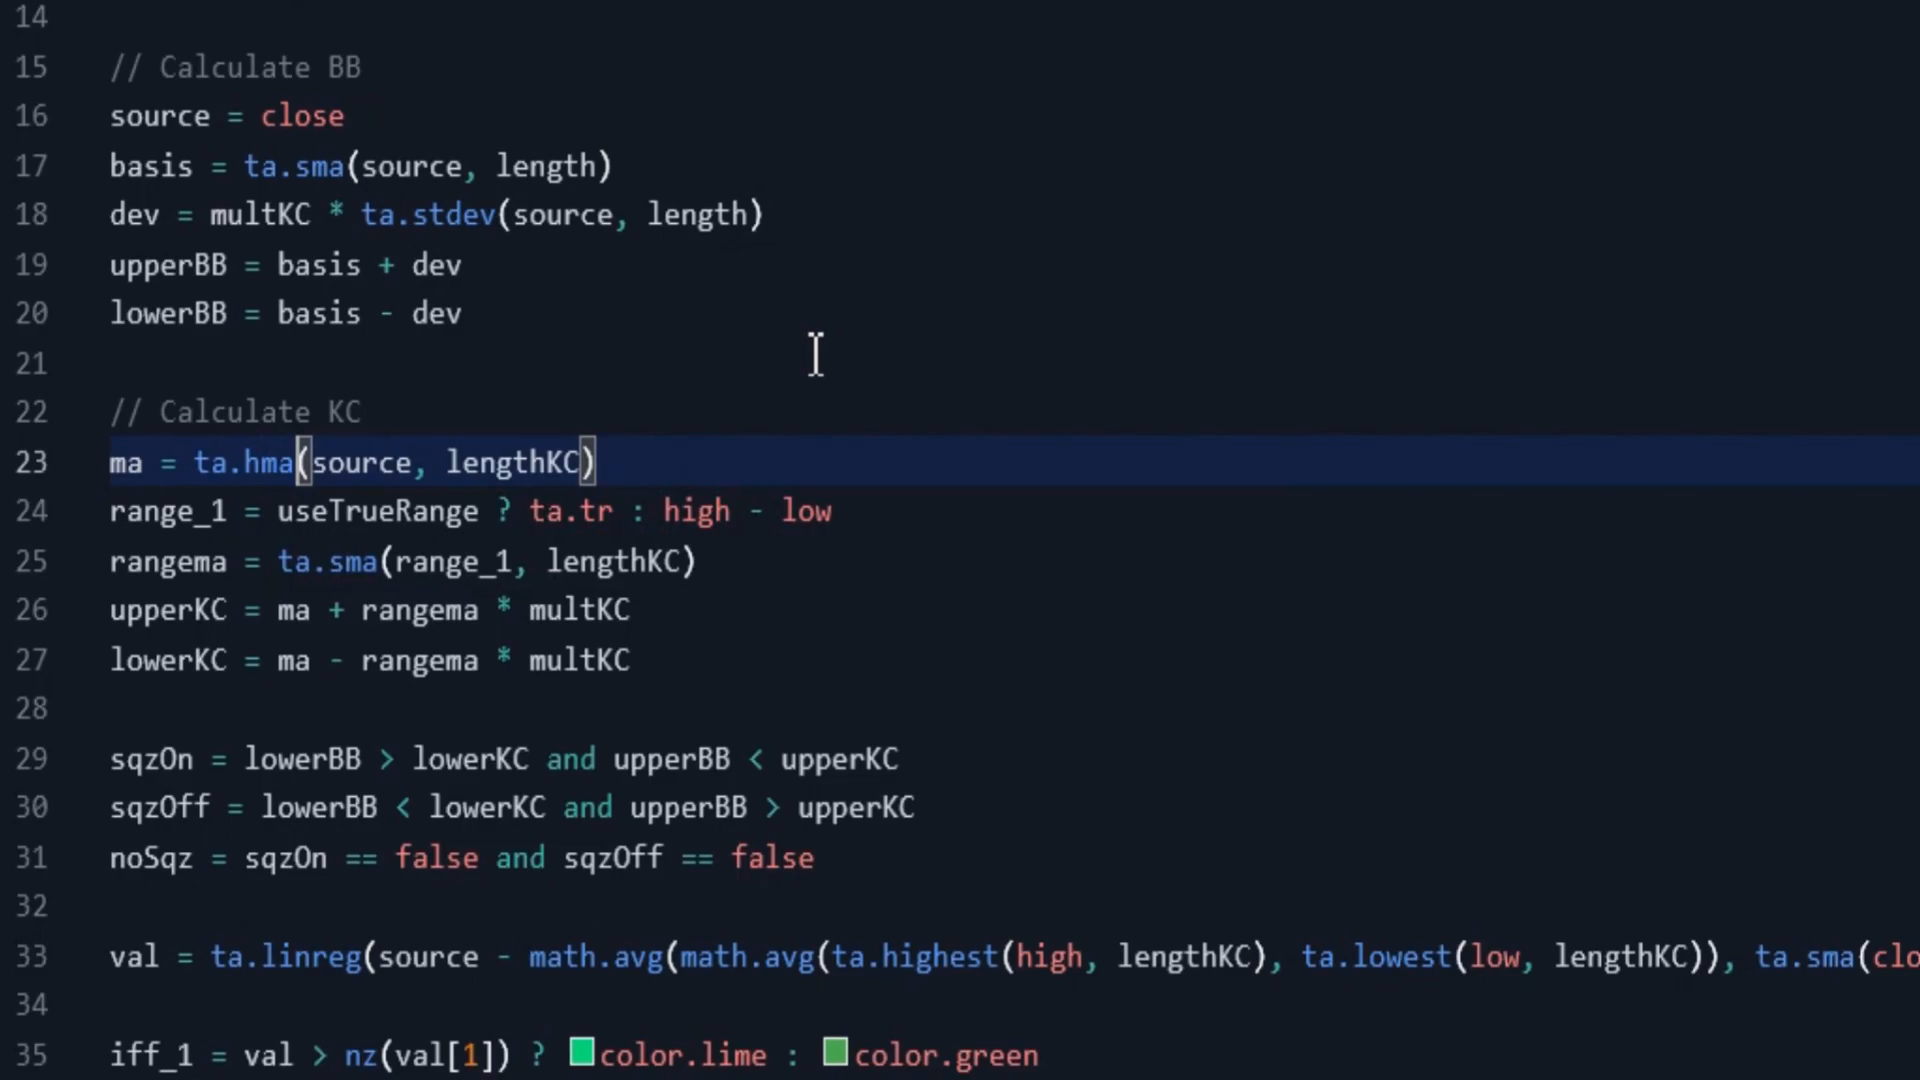 14
15 // Calculate BB
16 source = close
17 basis = ta.sma(source, length)
18 dev = multKC * ta.stdev(source, length)
19 upperBB = basis + dev
20 lowerBB = basis - dev
21
22 // Calculate KC
23 ma = ta.hma(source, lengthKC)
24 range_1 = useTrueRange ? ta.tr : high - low
25 rangema = ta.sma(range_1, lengthKC)
26 upperKC = ma + rangema * multKC
27 lowerKC = ma - rangema * multKC
28
29 sqzOn = lowerBB > lowerKC and upperBB < upperKC
30 sqzOff = lowerBB < lowerKC and upperBB > upperKC
31 noSqz = sqzOn == false and sqzOff == false
32
33 val = ta.linreg(source - math.avg(math.avg(ta.highest(high, lengthKC), ta.lowest(low, lengthKC)), ta.sma(clo
34
35 iff_1 = val > nz(val[1]) ? color.lime : color.green